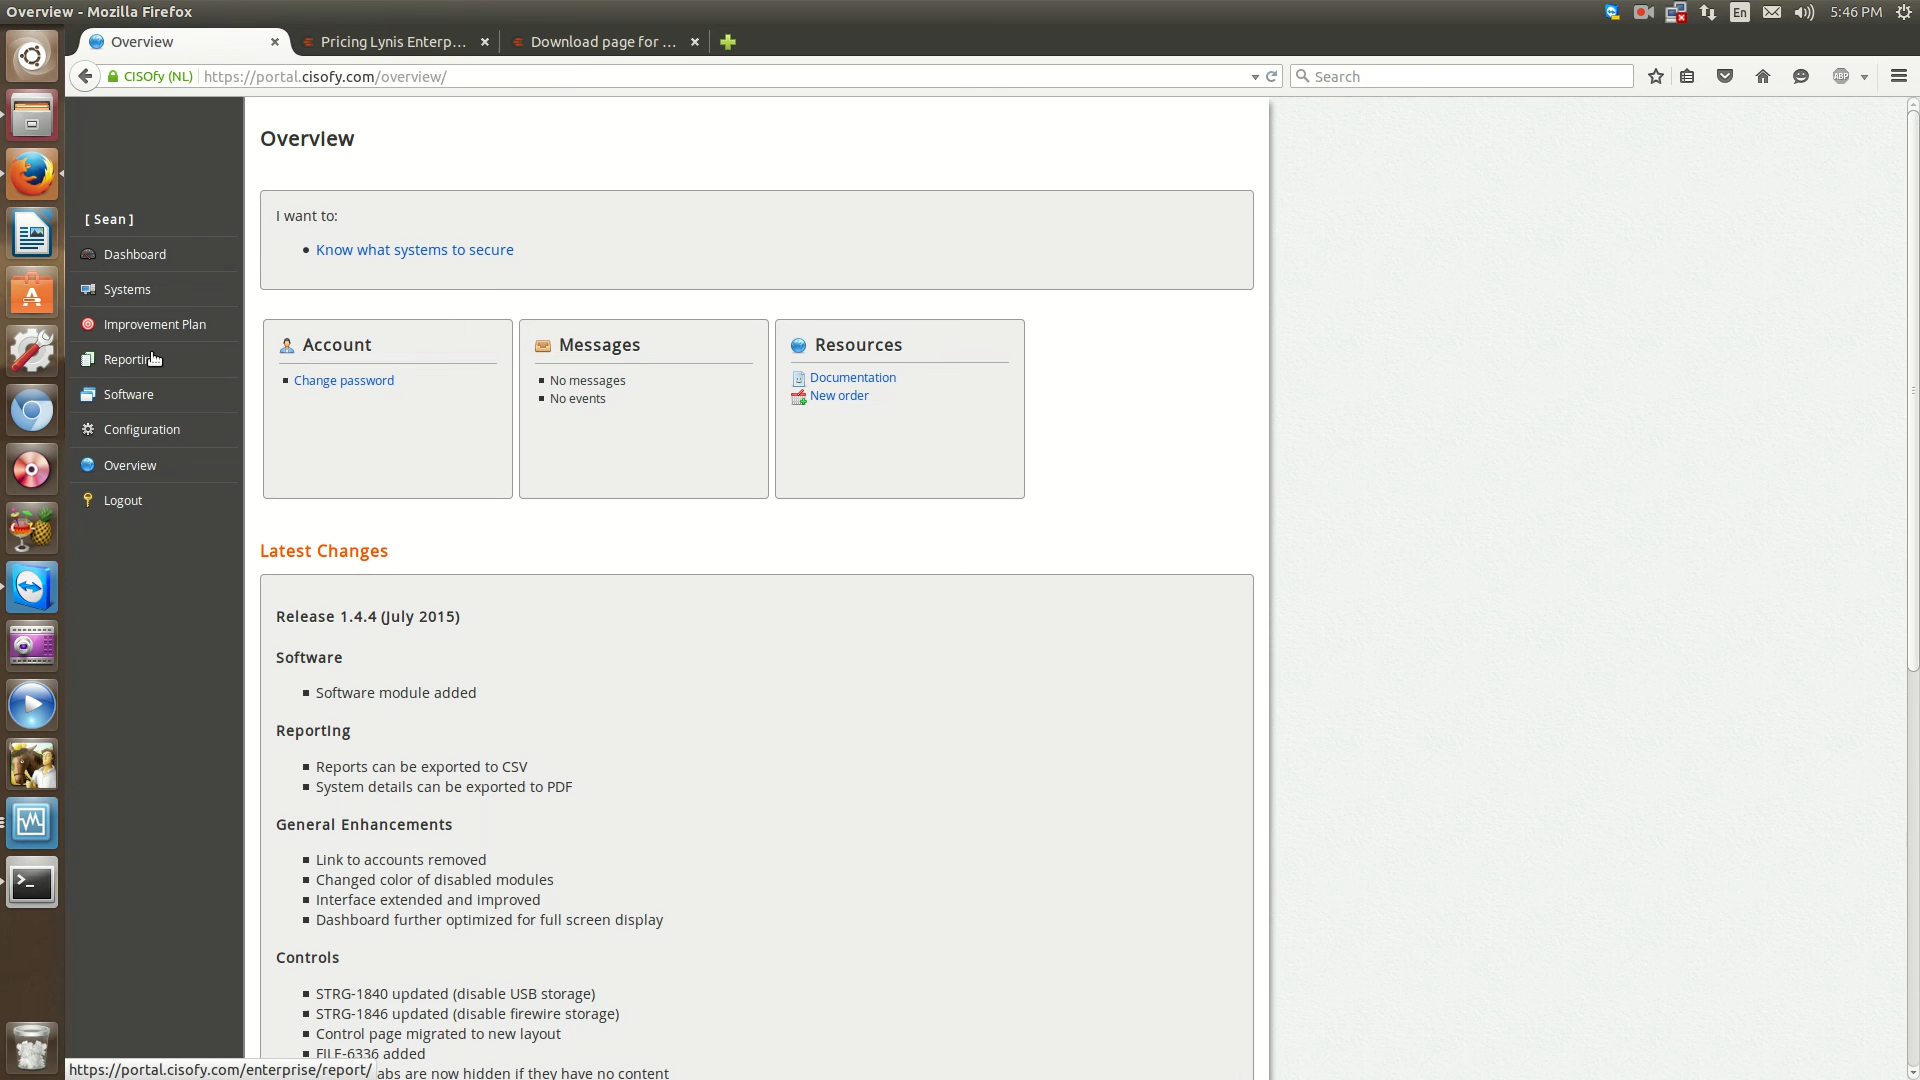 Overview - Mozilla Firefox
En
5:46 PM
Overview
Pricing Lynis Enterp...
Download page for ...
CISOfy (NL)
https://portal.cisofy.com/overview/
Search
ABP
Overview
I want to:
Know what systems to secure
[ Sean ]
Dashboard
Systems
Improvement Plan
Reporting
Software
Configuration
Overview
Logout
Account
Change password
Messages
No messages
No events
Resources
Documentation
New order
Latest Changes
Release 1.4.4 (July 2015)
Software
Software module added
Reporting
Reports can be exported to CSV
System details can be exported to PDF
General Enhancements
Link to accounts removed
Changed color of disabled modules
Interface extended and improved
Dashboard further optimized for full screen display
Controls
STRG-1840 updated (disable USB storage)
STRG-1846 updated (disable firewire storage)
Control page migrated to new layout
FILE-6336 added
abs are now hidden if they have no content
https://portal.cisofy.com/enterprise/report/